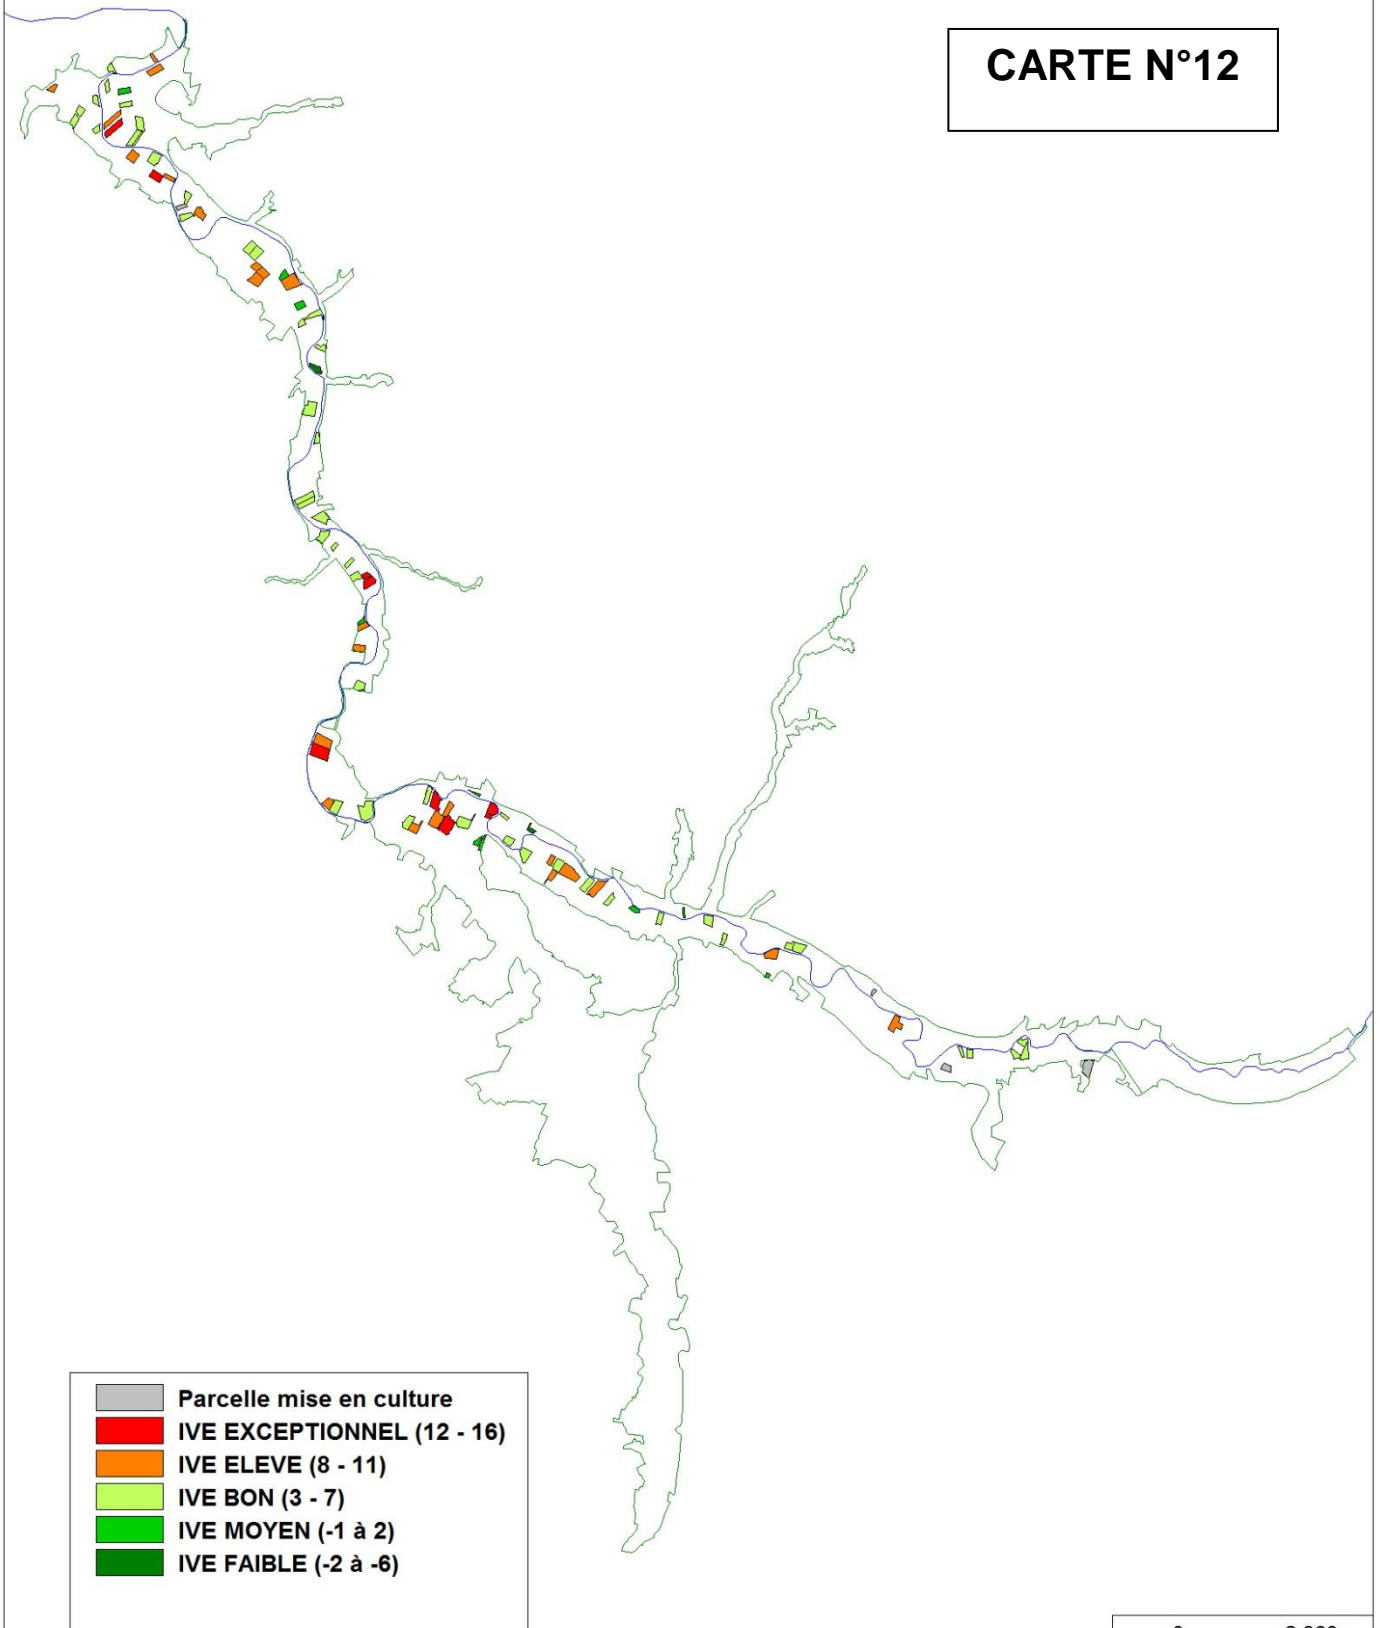 CARTE N°12
Parcelle mise en culture
IVE EXCEPTIONNEL (12 - 16)
IVE ELEVE (8 - 11)
IVE BON (3 - 7)
IVE MOYEN (-1 à 2)
IVE FAIBLE (-2 à -6)